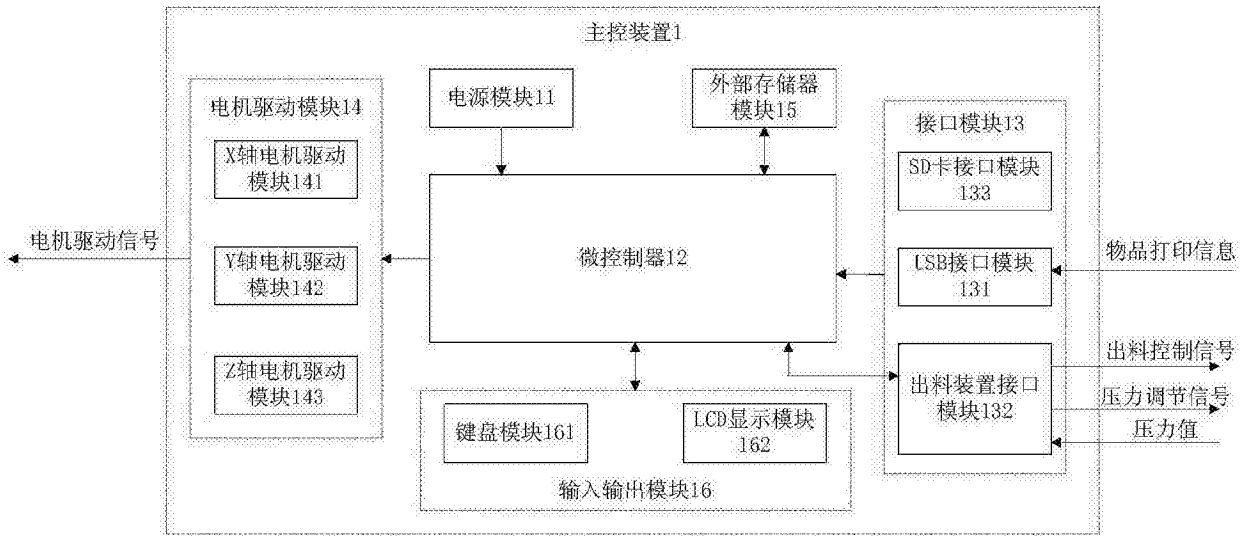 主控装置1
电机驱动模块14
X轴电机驱动
模块141
Y轴电机驱动
模块142
Z轴电机驱动
模块143
电机驱动信号
电源模块11
外部存储器
模块15
微控制器12
键盘模块161
LCD显示模块
162
输入输出模块16
接口模块13
SD卡接口模块
133
USB接口模块
131
出料装置接口
模块132
物品打印信息
出料控制信号
压力调节信号
压力值